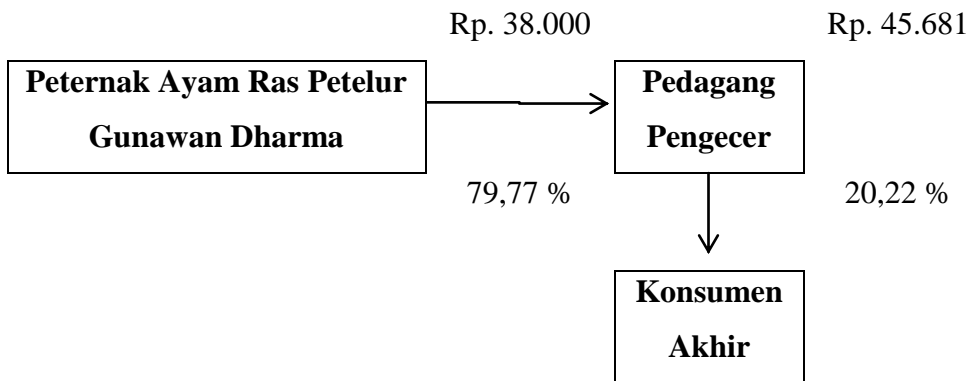 Rp. 38.000
Rp. 45.681
Peternak Ayam Ras Petelur
Gunawan Dharma
Pedagang
Pengecer
79,77 %
20,22 %
Konsumen
Akhir